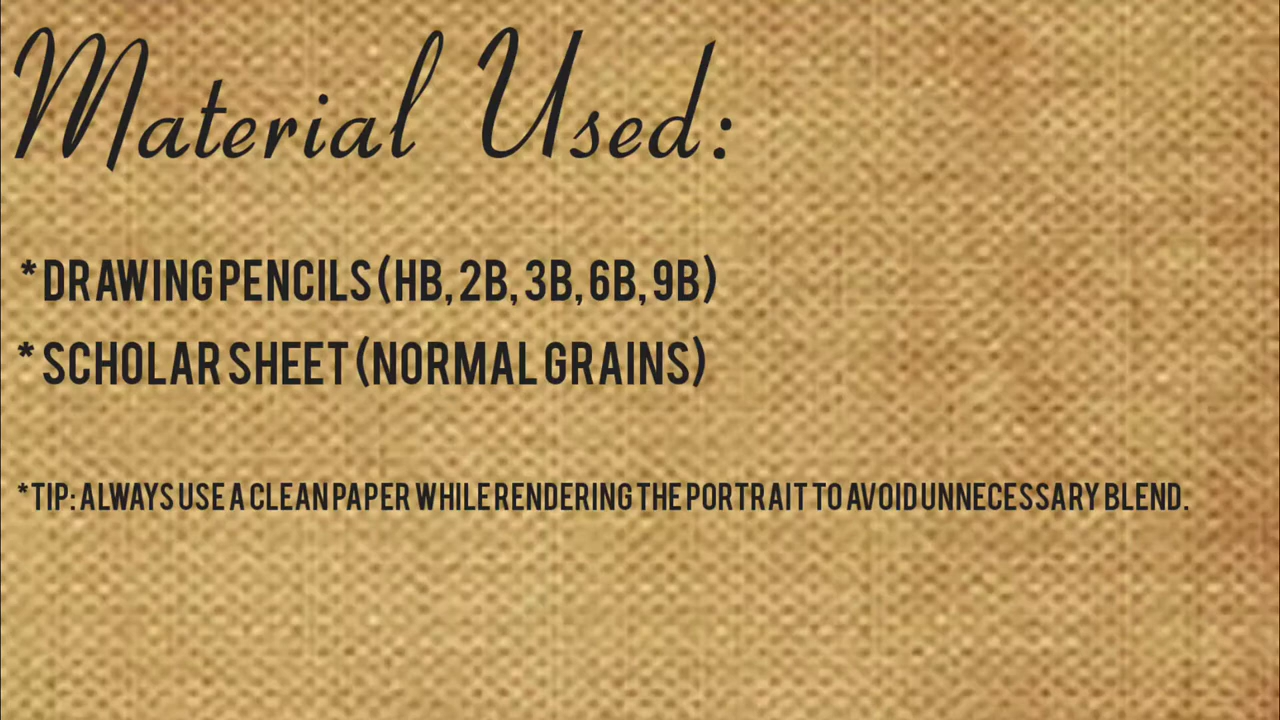 Material Used:
* DRAWING PENCILS (HB, 2B, 3B, 6B, 9B)
* SCHOLAR SHEET (NORMAL GRAINS)
*TIP: ALWAYS USE A CLEAN PAPER WHILE RENDERING THE PORTRAIT TO AVOID UNNECESSARY BLEND.